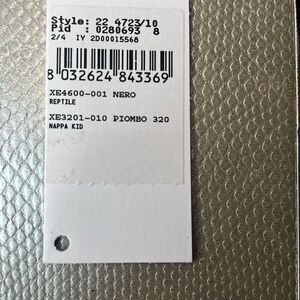 Style: 22 4723/10
Pid : 0280693 8
2/4 IY 2D00015568
8 032624 843369
XE4600-001 NERO
REPTILE
XE3201-010 PIOMBO 320
NAPPA KID